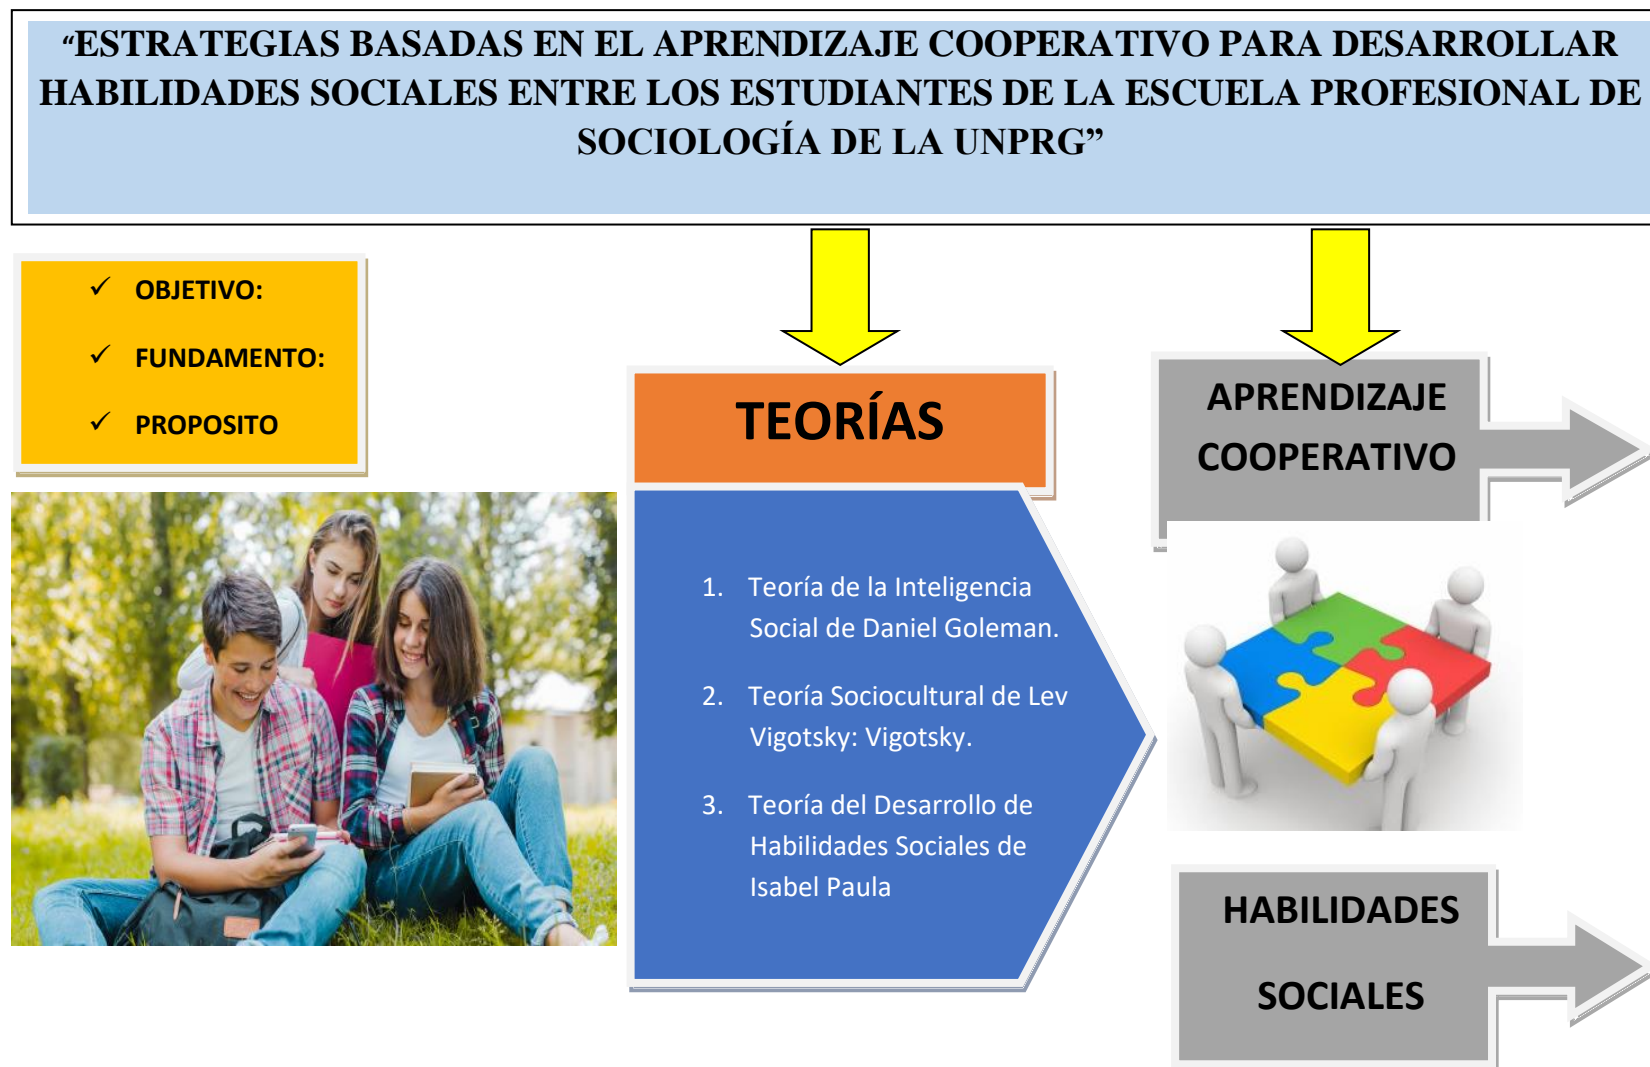 “ESTRATEGIAS BASADAS EN EL APRENDIZAJE COOPERATIVO PARA DESARROLLAR
HABILIDADES SOCIALES ENTRE LOS ESTUDIANTES DE LA ESCUELA PROFESIONAL DE
SOCIOLOGÍA DE LA UNPRG”
✓ OBJETIVO:
✓ FUNDAMENTO:
✓ PROPOSITO
TEORÍAS
1. Teoría de la Inteligencia
Social de Daniel Goleman.
2. Teoría Sociocultural de Lev
Vigotsky: Vigotsky.
3. Teoría del Desarrollo de
Habilidades Sociales de
Isabel Paula
APRENDIZAJE
COOPERATIVO
HABILIDADES
SOCIALES